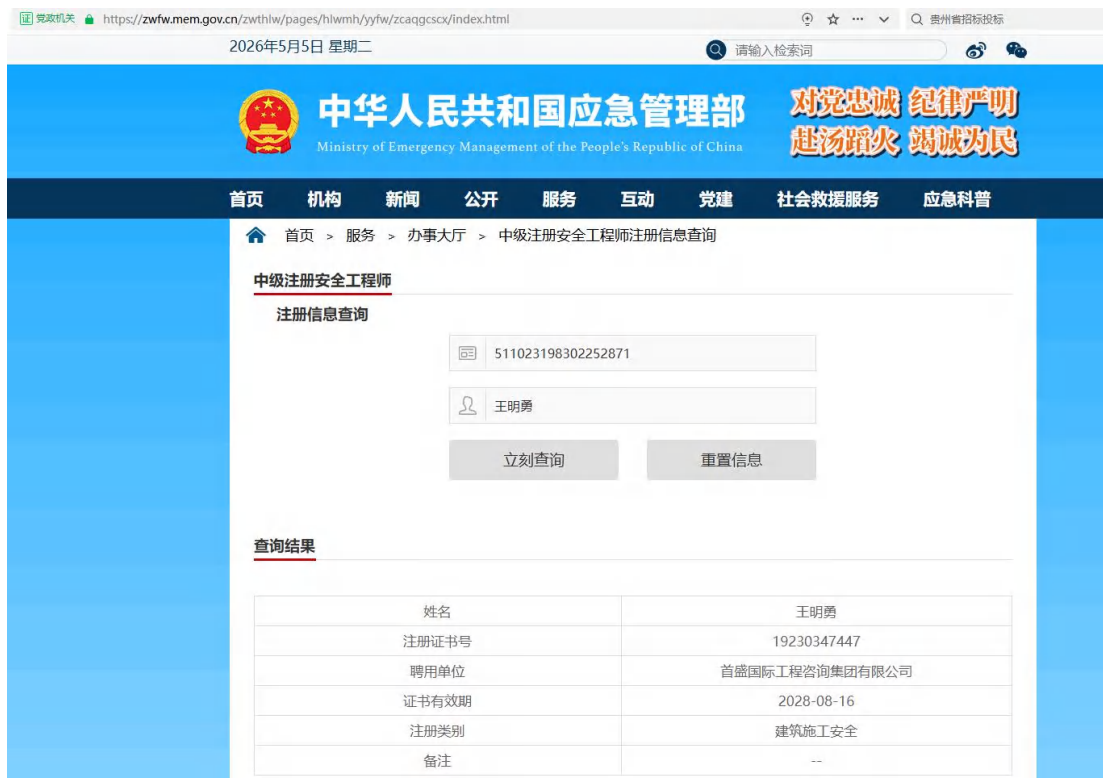 党政机关 https://zwfw.mem.gov.cn/zwthlw/pages/hlwmh/yyfw/zcaqgcscx/index.html 贵州省招标投标
2026年5月5日 星期二 请输入检索词
中华人民共和国应急管理部
Ministry of Emergency Management of the People's Republic of China
对党忠诚 纪律严明
赴汤蹈火 竭诚为民
首页 机构 新闻 公开 服务 互动 党建 社会救援服务 应急科普
首页 > 服务 > 办事大厅 > 中级注册安全工程师注册信息查询
中级注册安全工程师
注册信息查询
511023198302252871
王明勇
立刻查询 重置信息
查询结果
姓名 王明勇
注册证书号 19230347447
聘用单位 首盛国际工程咨询集团有限公司
证书有效期 2028-08-16
注册类别 建筑施工安全
备注 --